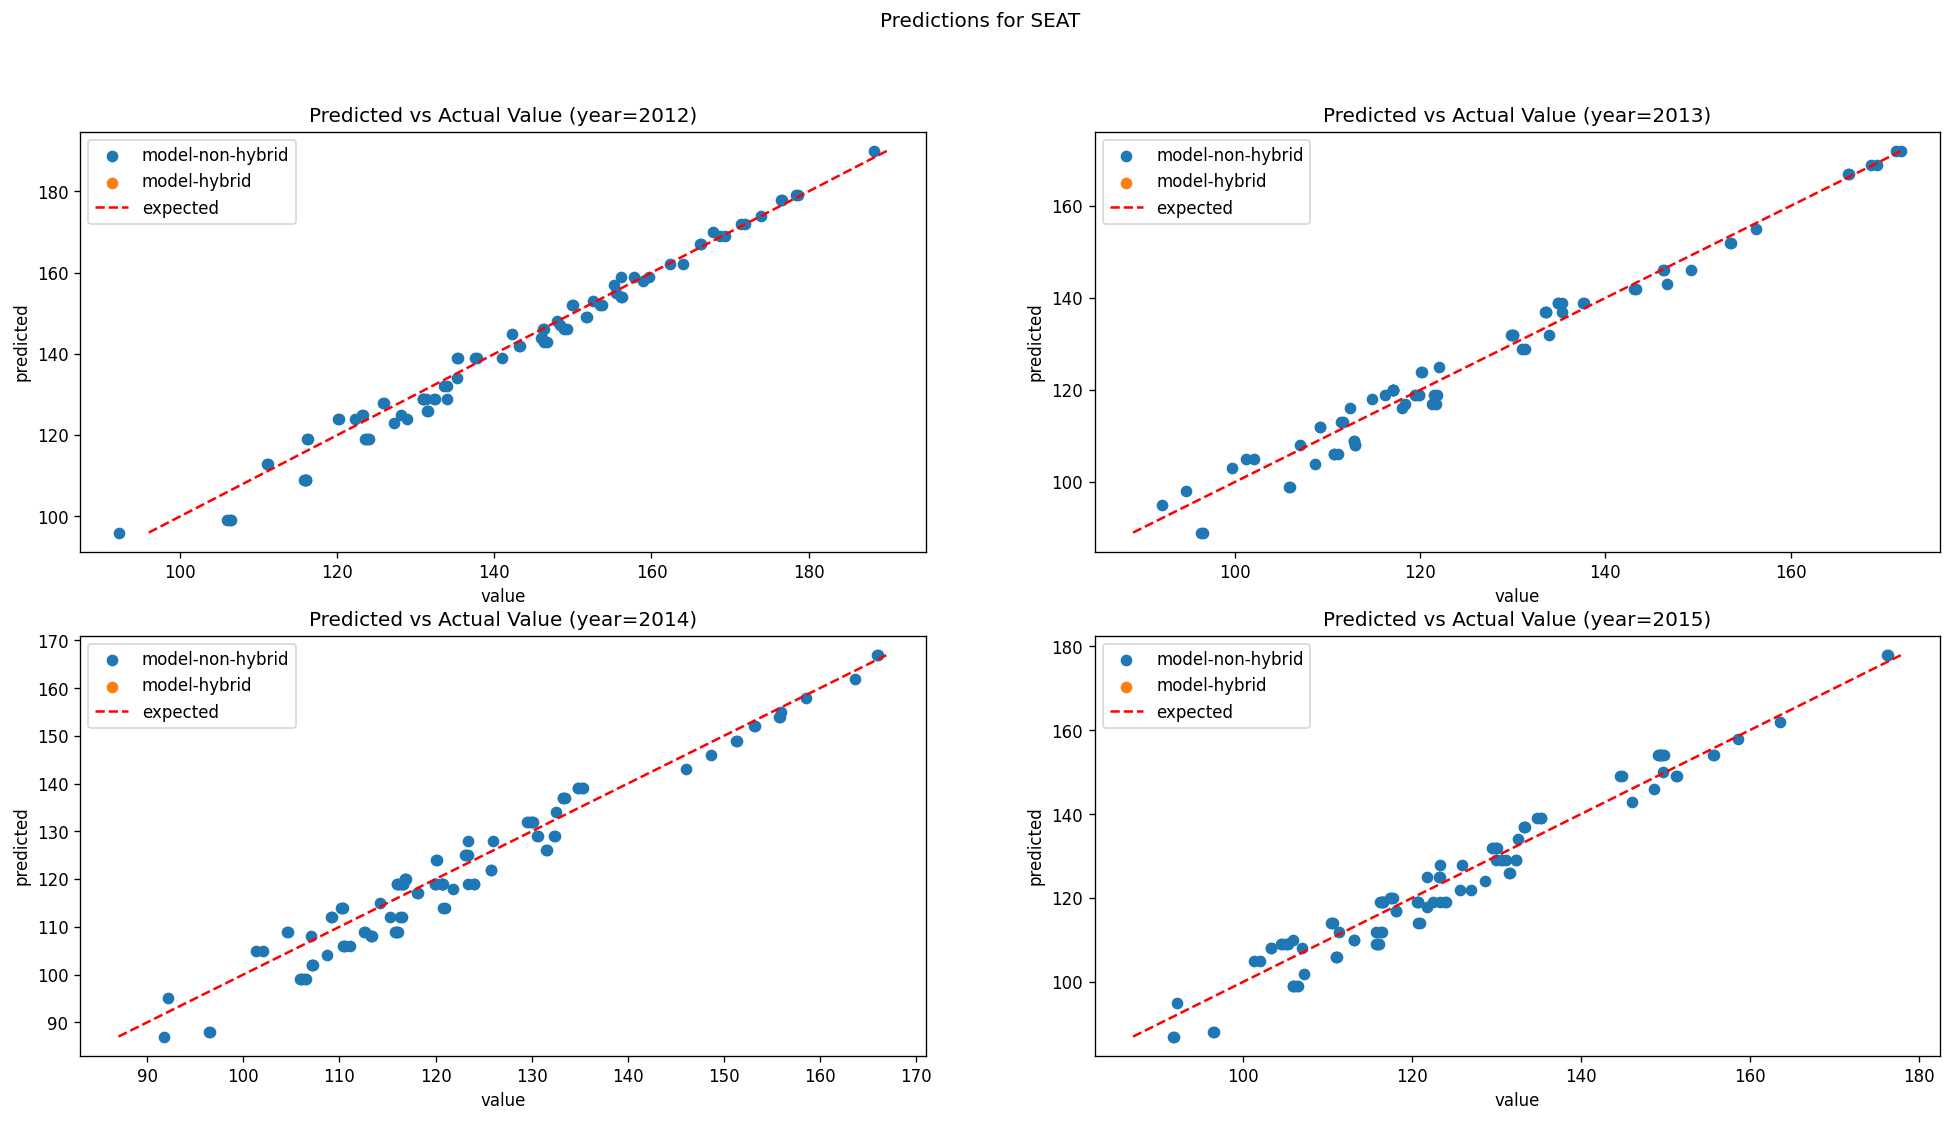 Predictions for SEAT
Predicted vs Actual Value (year=2012)
model-non-hybrid
model-hybrid
expected
180
160
140
120
100
predicted
100 120 140 160 180
value
Predicted vs Actual Value (year=2013)
model-non-hybrid
model-hybrid
expected
160
140
120
100
predicted
100 120 140 160
value
Predicted vs Actual Value (year=2014)
model-non-hybrid
model-hybrid
expected
170
160
150
140
130
120
110
100
90
predicted
90 100 110 120 130 140 150 160 170
value
Predicted vs Actual Value (year=2015)
model-non-hybrid
model-hybrid
expected
180
160
140
120
100
predicted
100 120 140 160 180
value